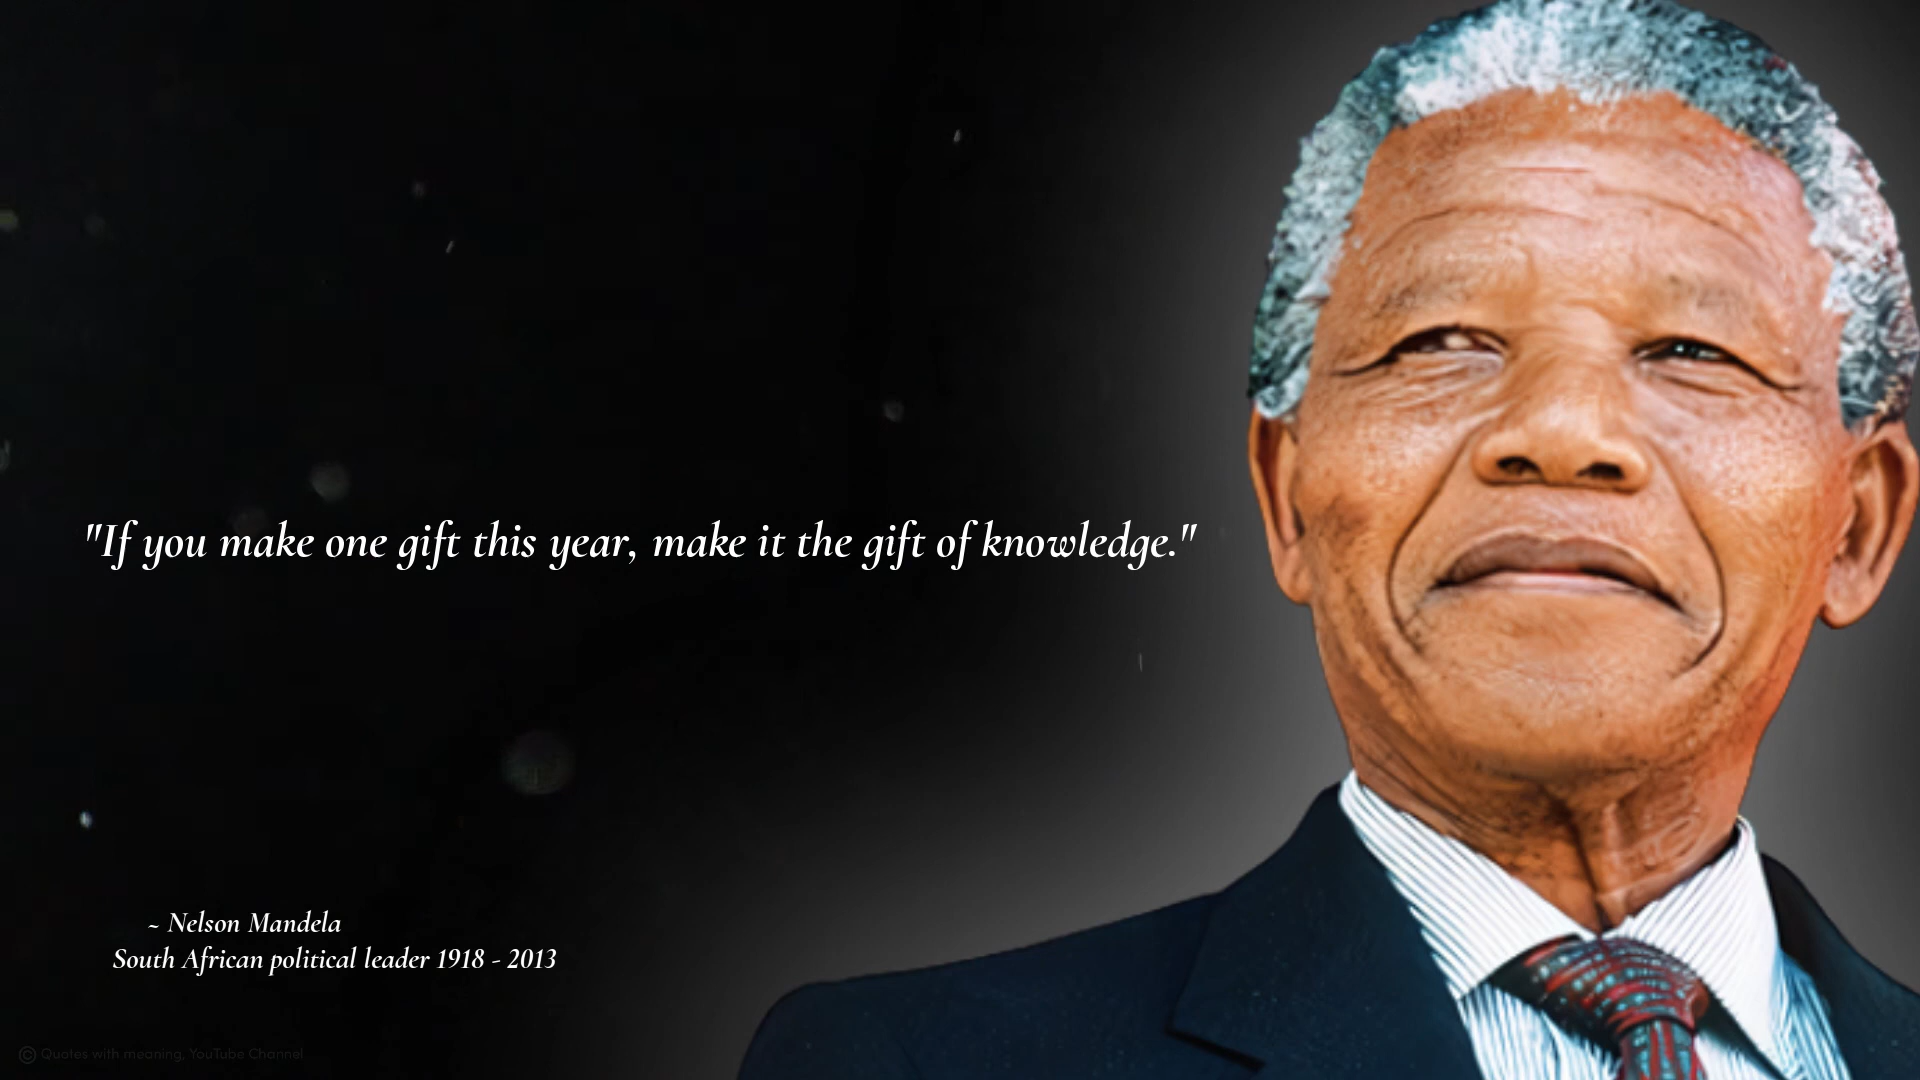 "If you make one gift this year, make it the gift of knowledge."
~ Nelson Mandela
South African political leader 1918 - 2013
© Quotes with meaning, YouTube Channel